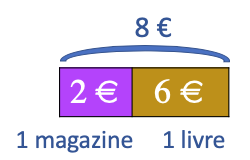 8 €
2 € 6 €
1 magazine 1 livre